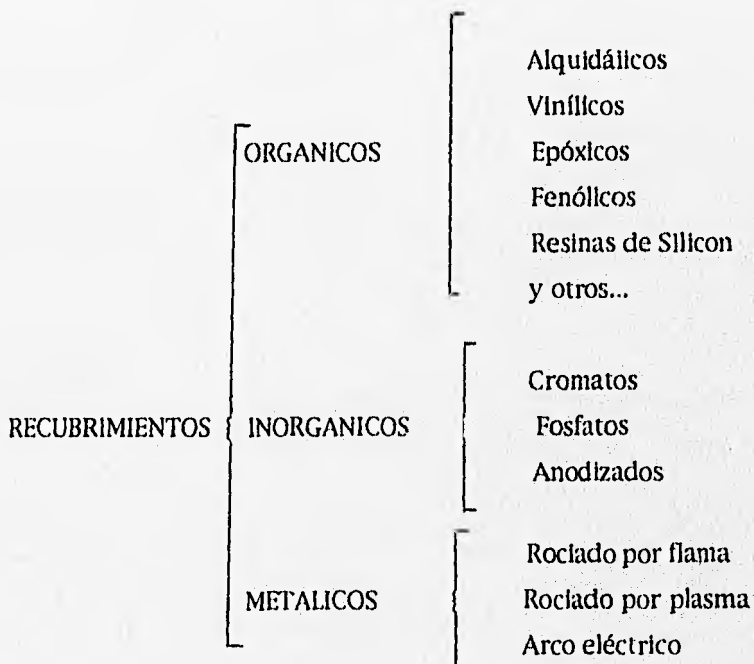 RECUBRIMIENTOS
ORGANICOS
Alquidálicos
Vinílicos
Epóxicos
Fenólicos
Resinas de Silicon
y otros...
INORGANICOS
Cromatos
Fosfatos
Anodizados
METALICOS
Rociado por flama
Rociado por plasma
Arco eléctrico